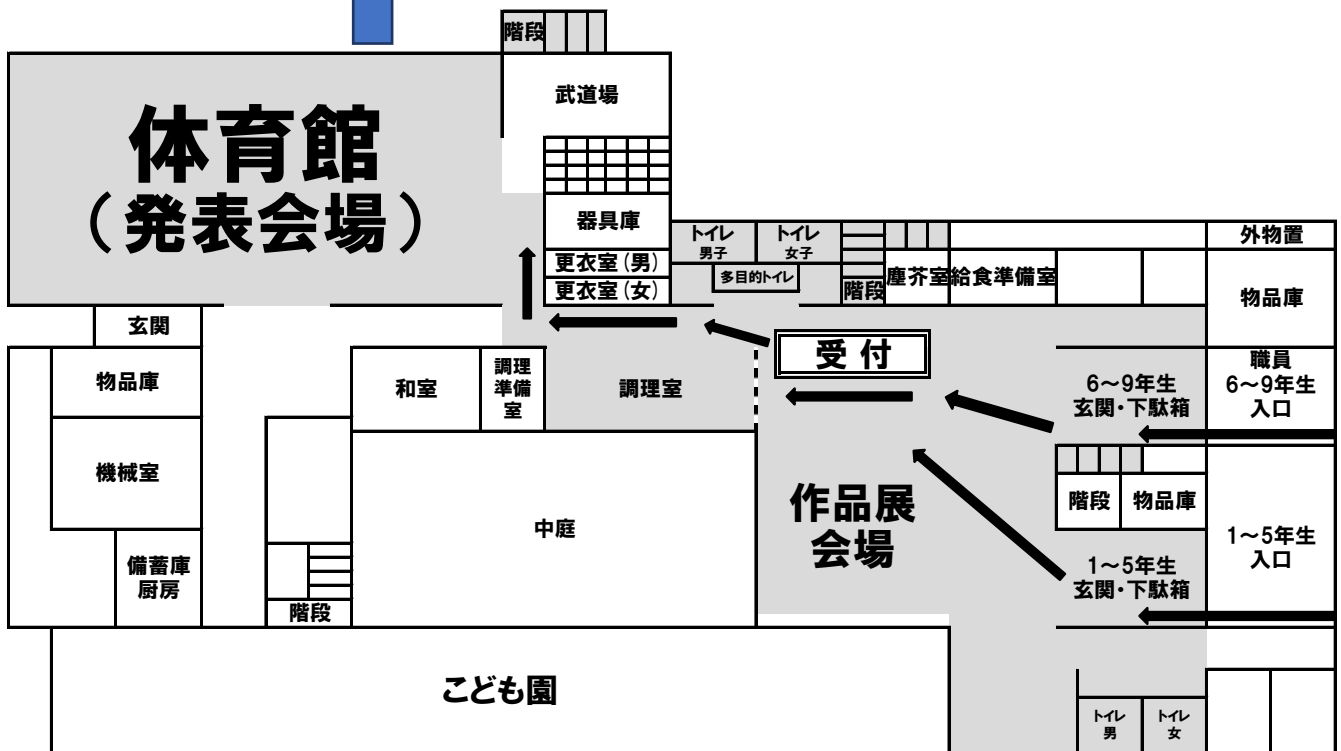 階段
武道場
体育館
（発表会場）
器具庫
更衣室（男）
更衣室（女）
トイレ
男子
トイレ
女子
多目的トイレ
階段
塵芥室
給食準備室
外物置
物品庫
玄関
受付
物品庫
和室
調理
準備
室
調理室
6～9年生
玄関・下駄箱
職員
6～9年生
入口
機械室
階段
物品庫
作品展
会場
中庭
1～5年生
入口
備蓄庫
厨房
1～5年生
玄関・下駄箱
階段
こども園
トイレ
男
トイレ
女